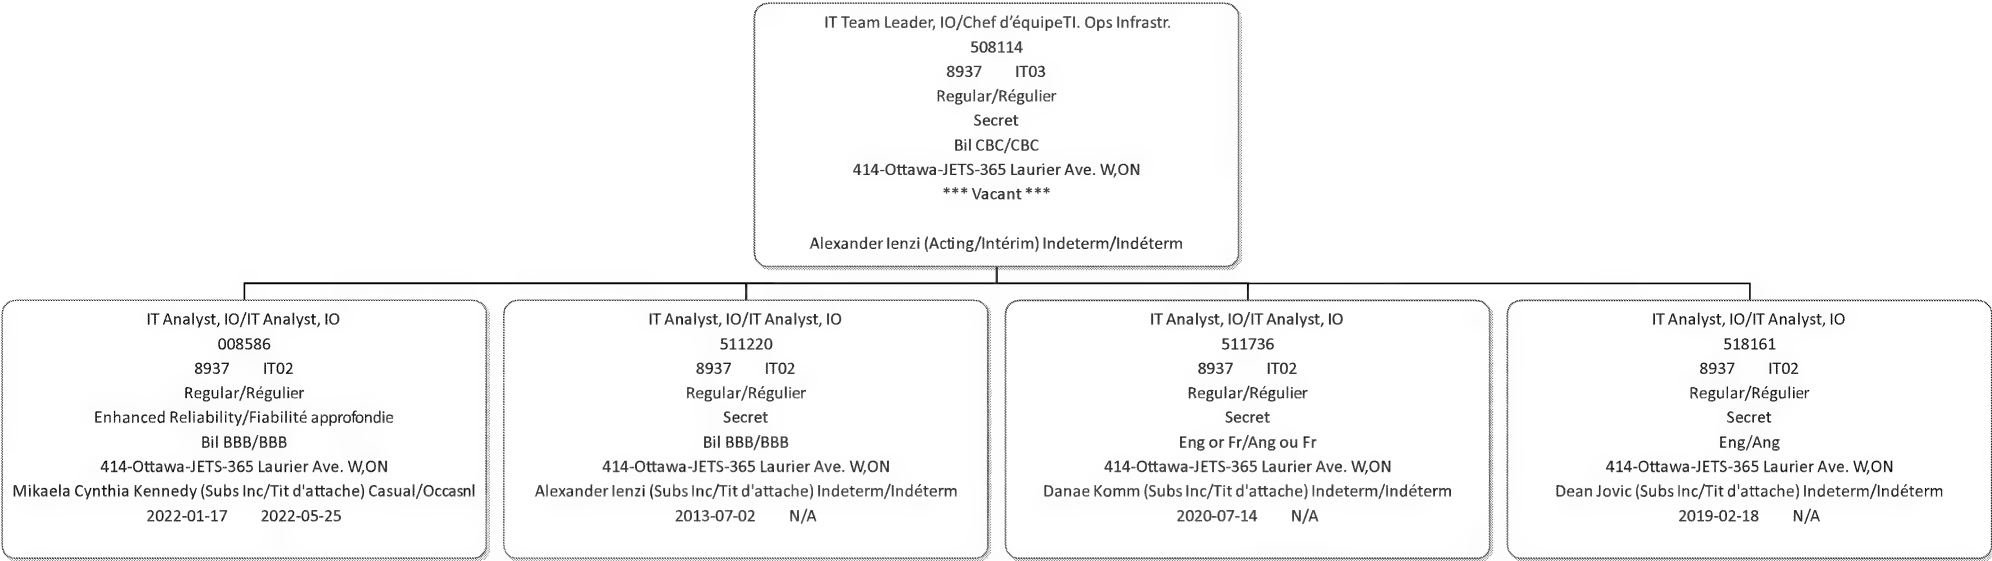 IT Team Leader, IO/Chef d’équipeTI. Ops Infrastr.
508114
8937 IT03
Regular/Régulier
Secret
Bil CBC/CBC
414-Ottawa-JETS-365 Laurier Ave. W,ON
*** Vacant ***
Alexander Ienzi (Acting/Intérim) Indeterm/Indéterm
IT Analyst, IO/IT Analyst, IO
008586
8937 IT02
Regular/Régulier
Enhanced Reliability/Fiabilité approfondie
Bil BBB/BBB
414-Ottawa-JETS-365 Laurier Ave. W,ON
Mikaela Cynthia Kennedy (Subs Inc/Tit d'attache) Casual/Occasnl
2022-01-17 2022-05-25
IT Analyst, IO/IT Analyst, IO
511220
8937 IT02
Regular/Régulier
Secret
Bil BBB/BBB
414-Ottawa-JETS-365 Laurier Ave. W,ON
Alexander Ienzi (Subs Inc/Tit d'attache) Indeterm/Indéterm
2013-07-02 N/A
IT Analyst, IO/IT Analyst, IO
511736
8937 IT02
Regular/Régulier
Secret
Eng or Fr/Ang ou Fr
414-Ottawa-JETS-365 Laurier Ave. W,ON
Danae Komm (Subs Inc/Tit d'attache) Indeterm/Indéterm
2020-07-14 N/A
IT Analyst, IO/IT Analyst, IO
518161
8937 IT02
Regular/Régulier
Secret
Eng/Ang
414-Ottawa-JETS-365 Laurier Ave. W,ON
Dean Jovic (Subs Inc/Tit d'attache) Indeterm/Indéterm
2019-02-18 N/A